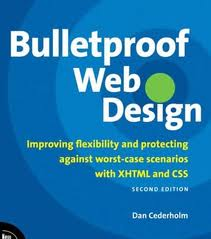 Bulletproof
Web
Design
Improving flexibility and protecting
against worst-case scenarios
with XHTML and CSS
SECOND EDITION
Dan Cederholm